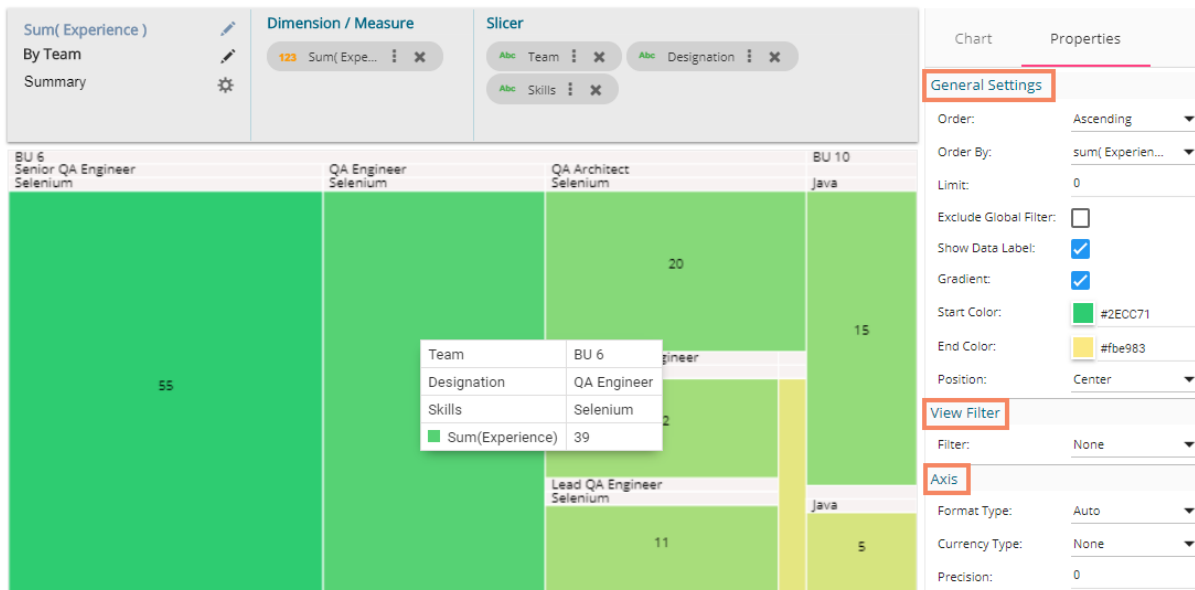 Sum( Experience )
By Team
Summary
Dimension / Measure
123 Sum( Expe...
Slicer
Abc Team
Abc Designation
Abc Skills
Chart
Properties
General Settings
Order:
Ascending
Order By:
sum( Experien...
Limit:
0
Exclude Global Filter:
Show Data Label:
Gradient:
Start Color:
#2ECC71
End Color:
#fbe983
Position:
Center
View Filter
Filter:
None
Axis
Format Type:
Auto
Currency Type:
None
Precision:
0
BU 6
Senior QA Engineer
Selenium
55
QA Engineer
Selenium
QA Architect
Selenium
20
BU 10
Java
15
Team
BU 6
Designation
QA Engineer
Skills
Selenium
Sum(Experience)
39
Lead QA Engineer
Selenium
11
Java
5